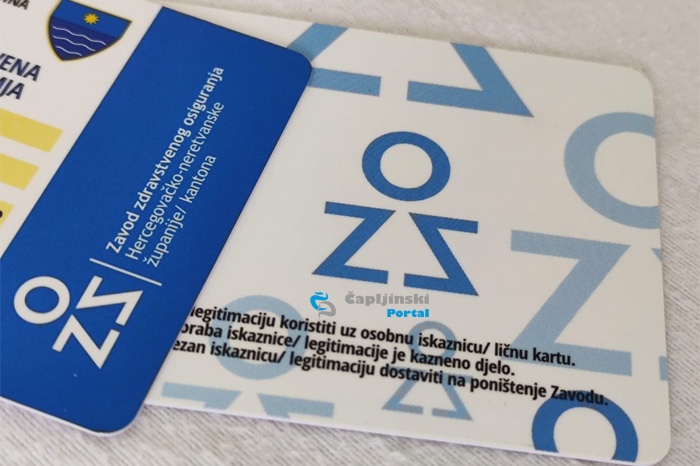 VENA
Zavod zdravstvenog osiguranja
Hercegovačko-neretvanske
županije/ kantona
Čapljinski
Portal
legitimaciju koristiti uz osobnu iskaznicu/ ličnu kartu.
oraba iskaznice/ legitimacije je kazneno djelo.
ezan iskaznicu/ legitimaciju dostaviti na poništenje Zavodu.